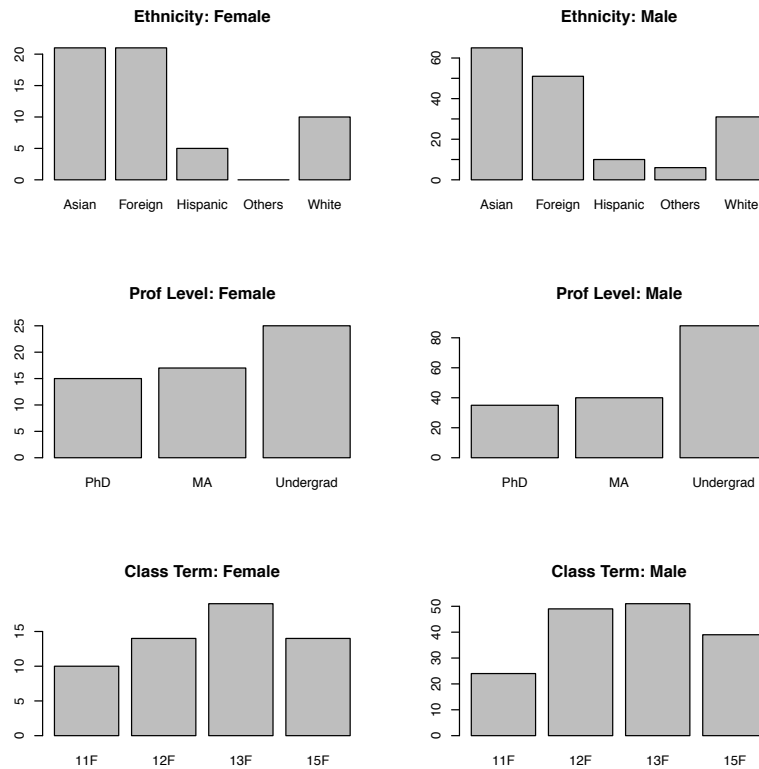 Ethnicity: Female
20
15
10
5
0
Asian Foreign Hispanic Others White
Ethnicity: Male
60
40
20
0
Asian Foreign Hispanic Others White
Prof Level: Female
25
20
15
10
5
0
PhD MA Undergrad
Prof Level: Male
80
60
40
20
0
PhD MA Undergrad
Class Term: Female
15
10
5
0
11F 12F 13F 15F
Class Term: Male
50
40
30
20
10
0
11F 12F 13F 15F